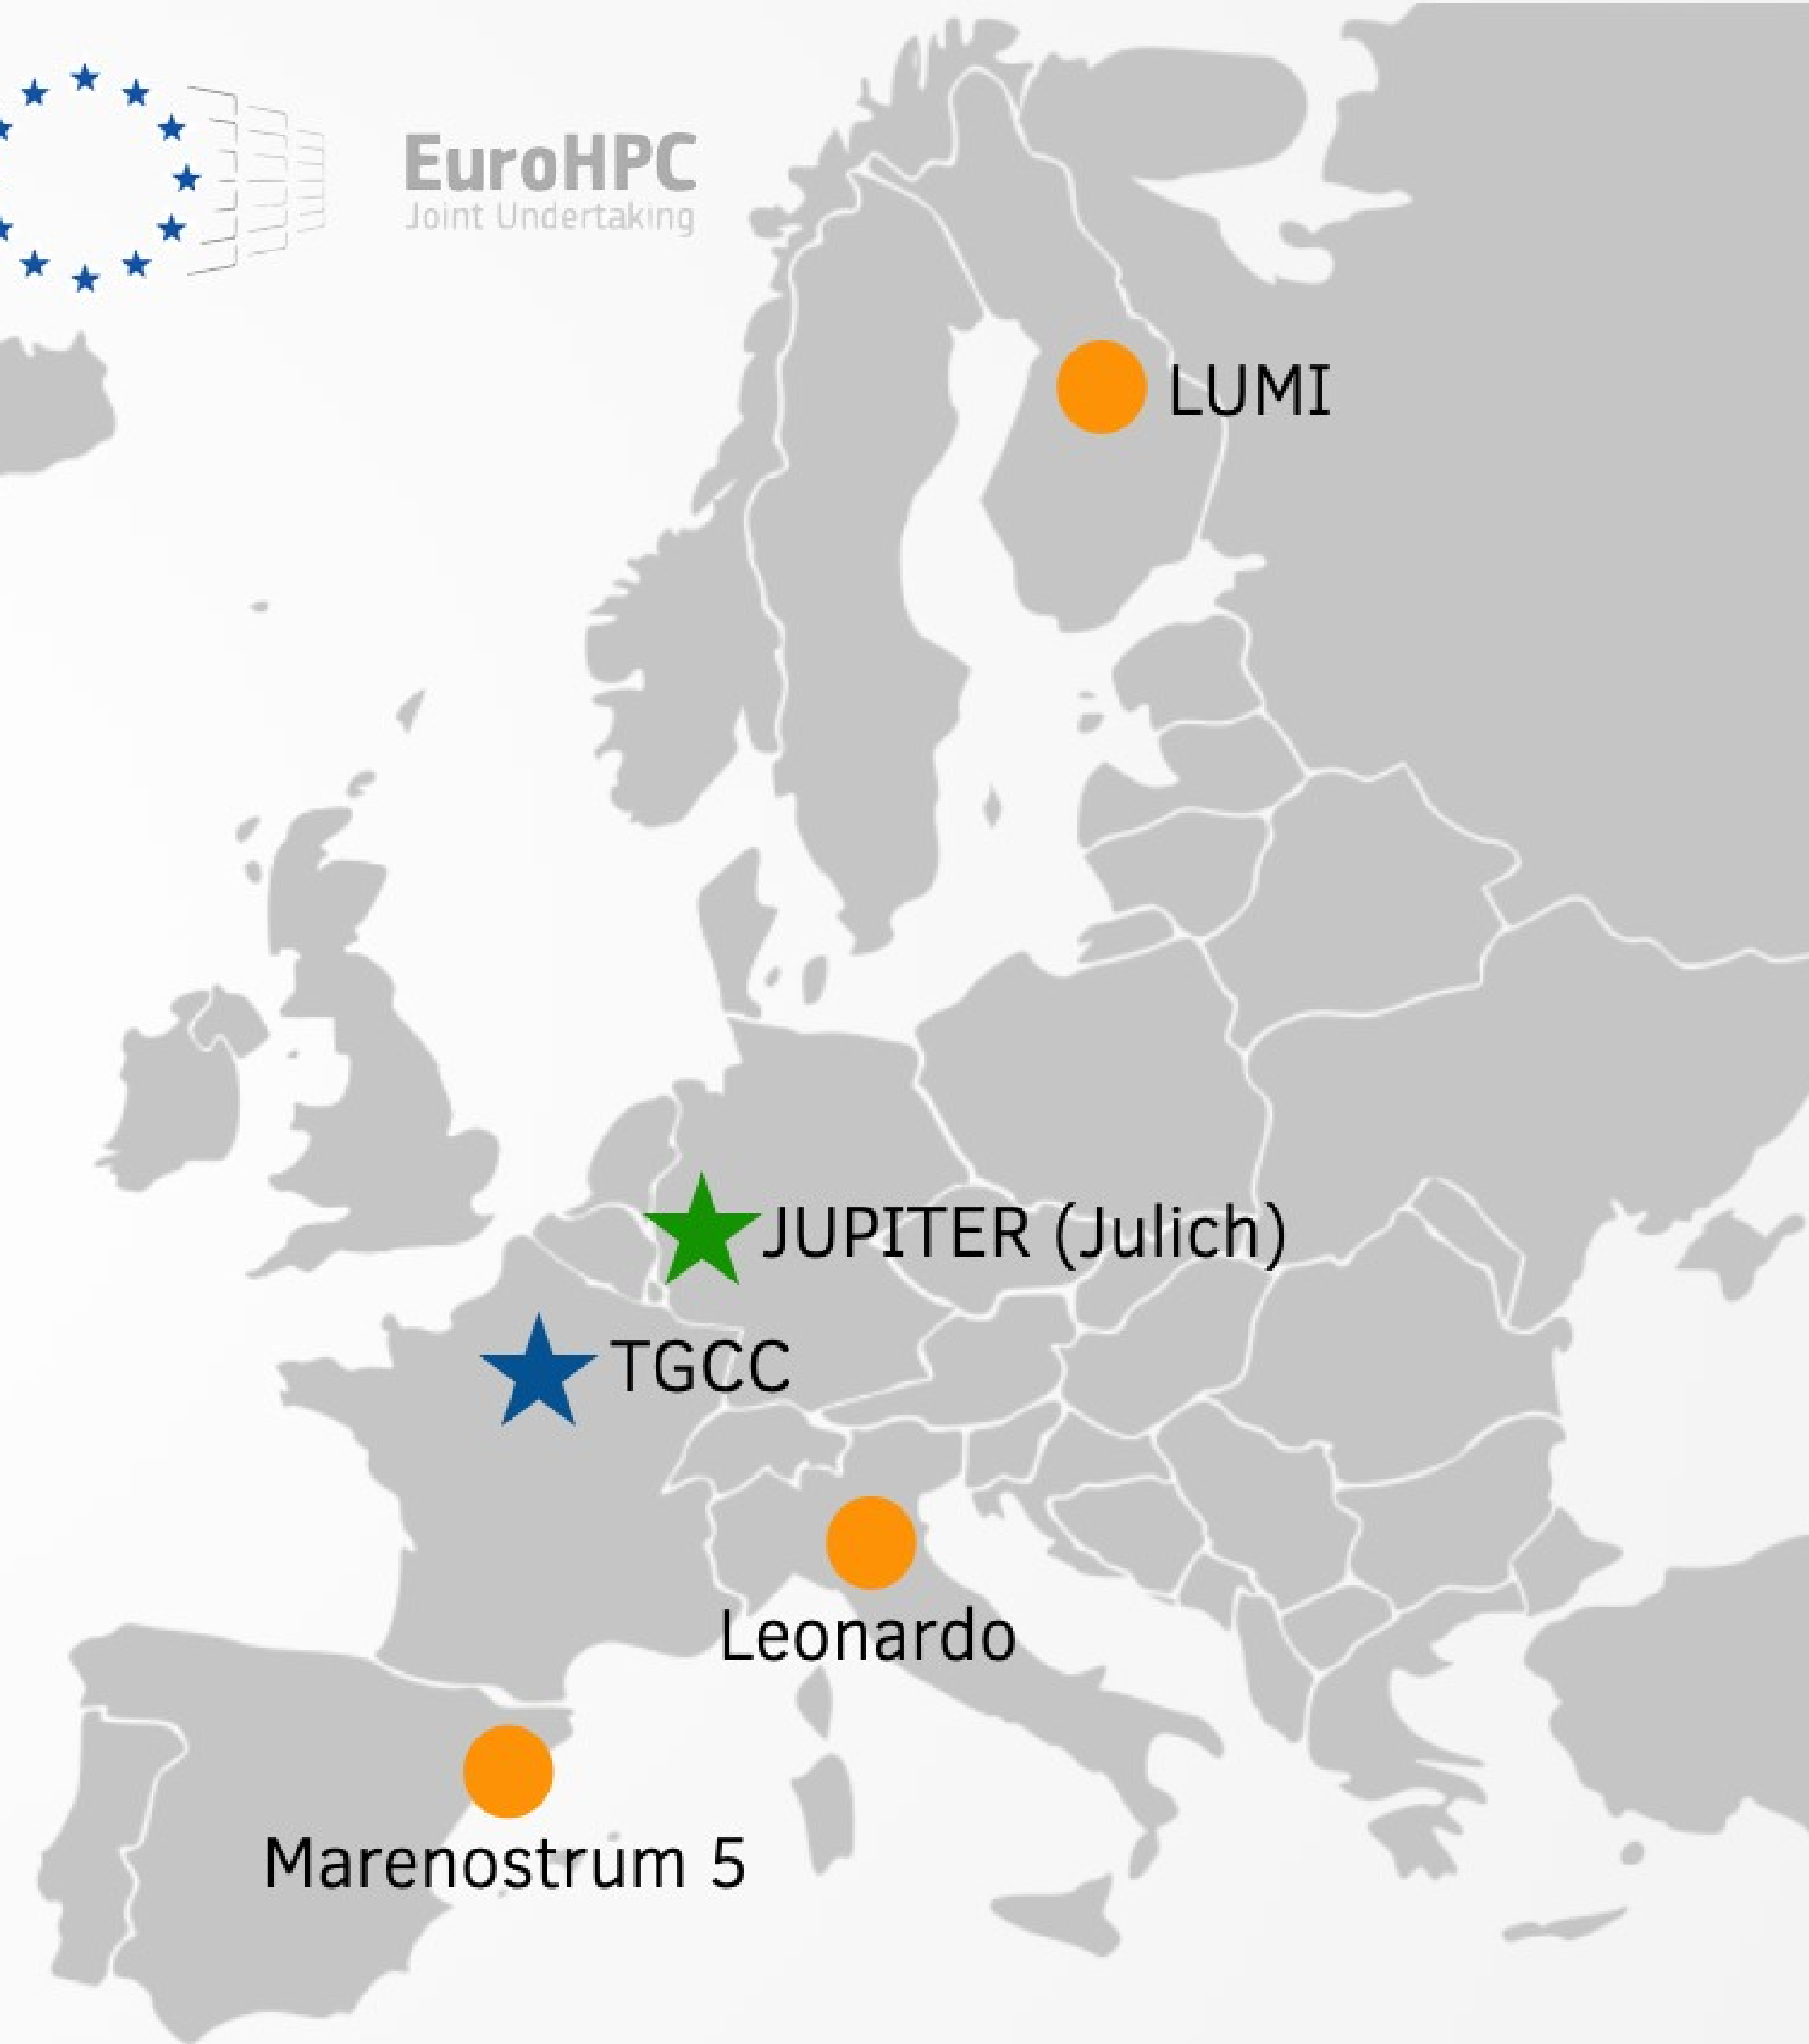 EuroHPC
Joint Undertaking
LUMI
JUPITER (Julich)
TGCC
Leonardo
Marenostrum 5